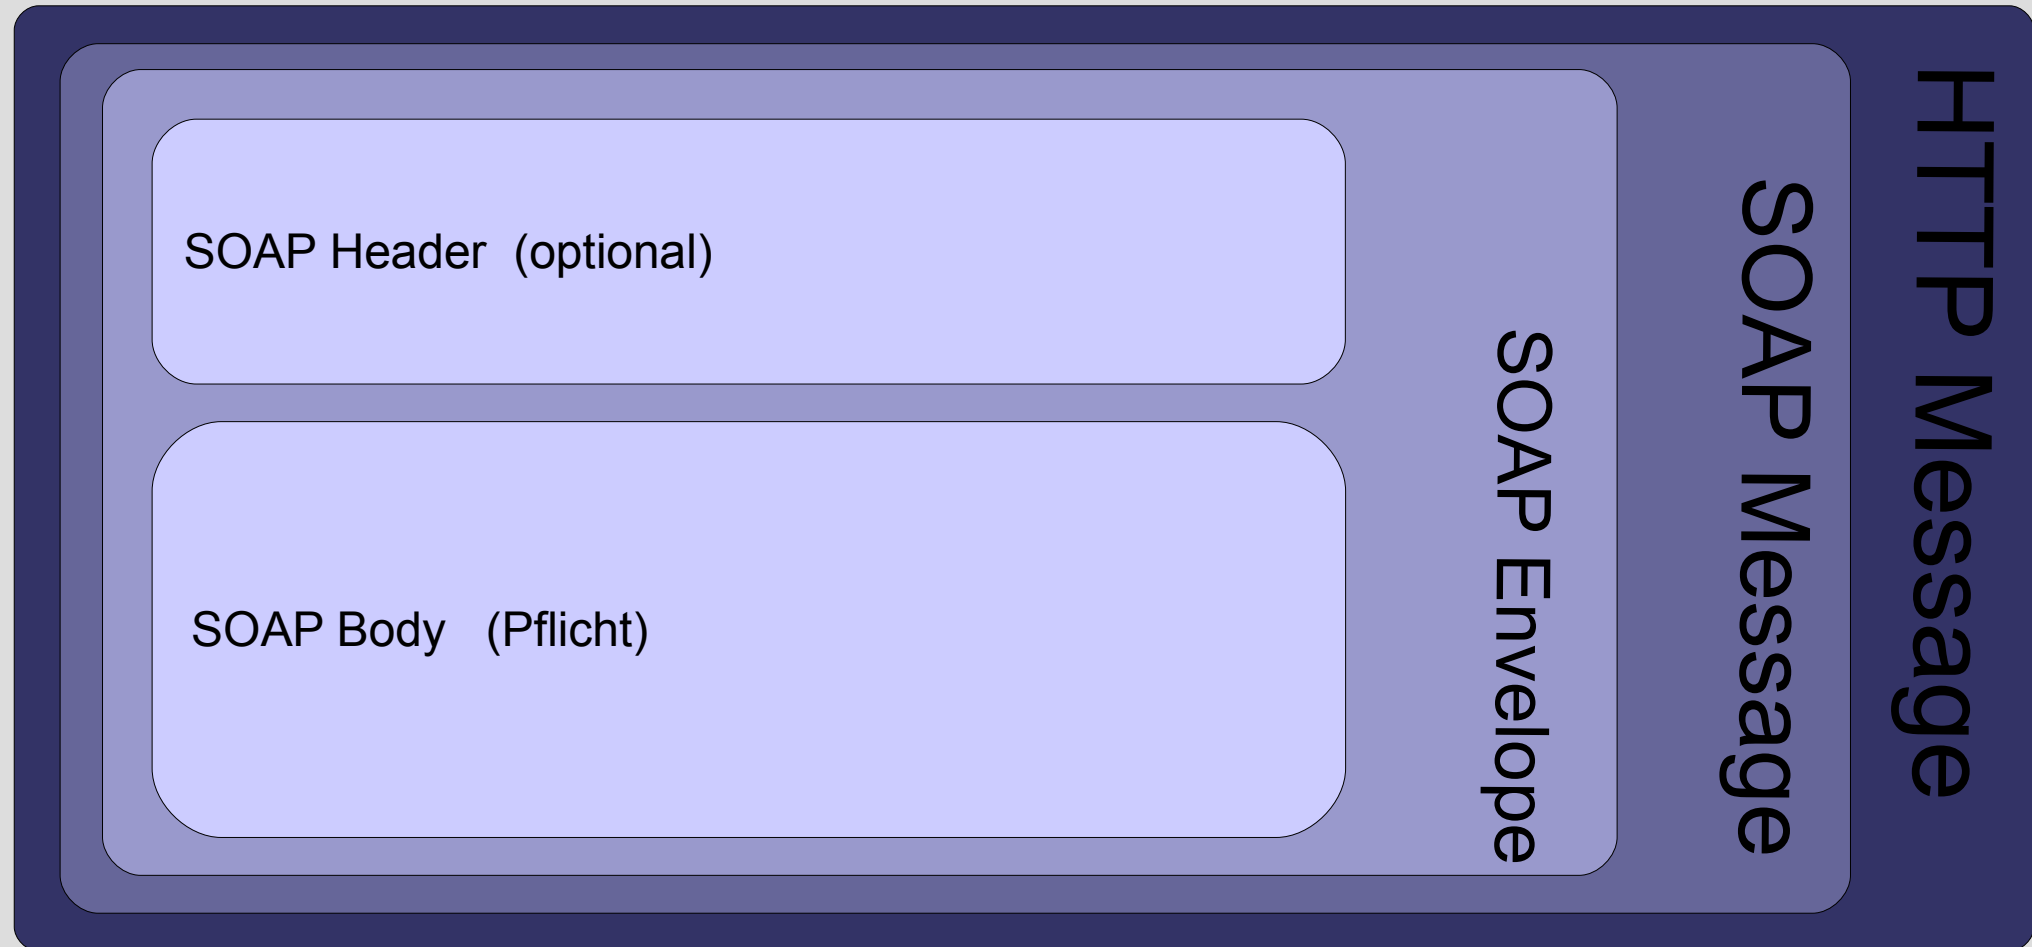 SOAP Header  (optional)
SOAP Body   (Pflicht)
SOAP Envelope
SOAP Message
HTTP Message